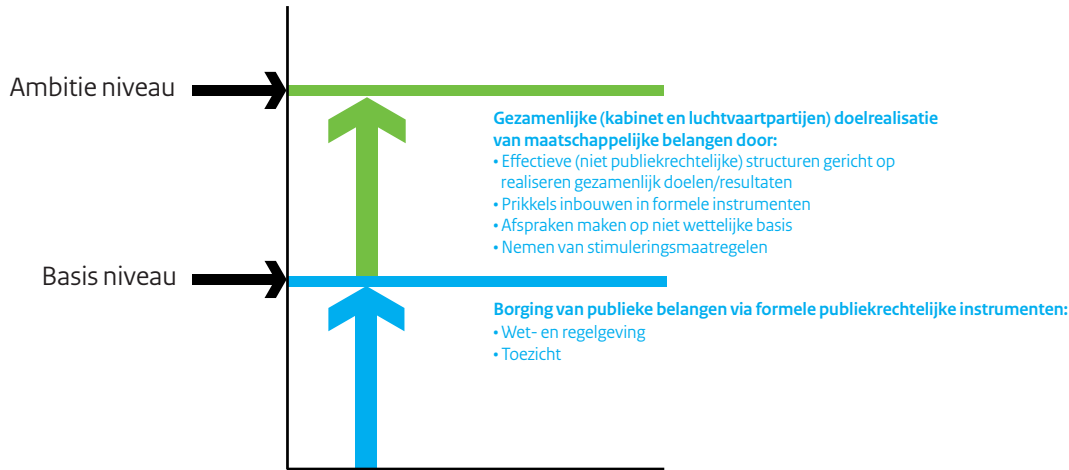 Ambitie niveau
Gezamenlijke (kabinet en luchtvaartpartijen) doelrealisatie
van maatschappelijke belangen door:
• Effectieve (niet publiekrechtelijke) structuren gericht op
realiseren gezamenlijk doelen/resultaten
• Prikkels inbouwen in formele instrumenten
• Afspraken maken op niet wettelijke basis
• Nemen van stimuleringsmaatregelen
Basis niveau
Borging van publieke belangen via formele publiekrechtelijke instrumenten:
• Wet- en regelgeving
• Toezicht